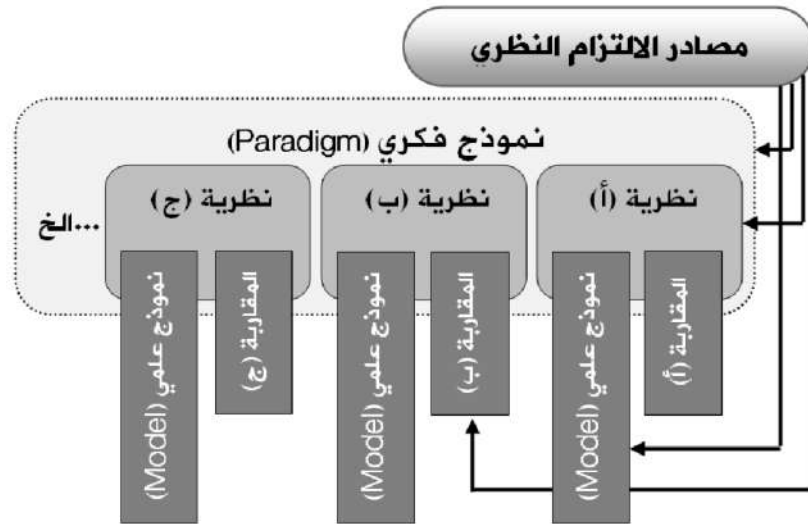 مصادر الالتزام النظري
نموذج فكري (Paradigm)
نظرية (أ)
نظرية (ب)
نظرية (ج)
...الخ
المقاربة (أ)
نموذج علمي (Model)
المقاربة (ب)
نموذج علمي (Model)
المقاربة (ج)
نموذج علمي (Model)